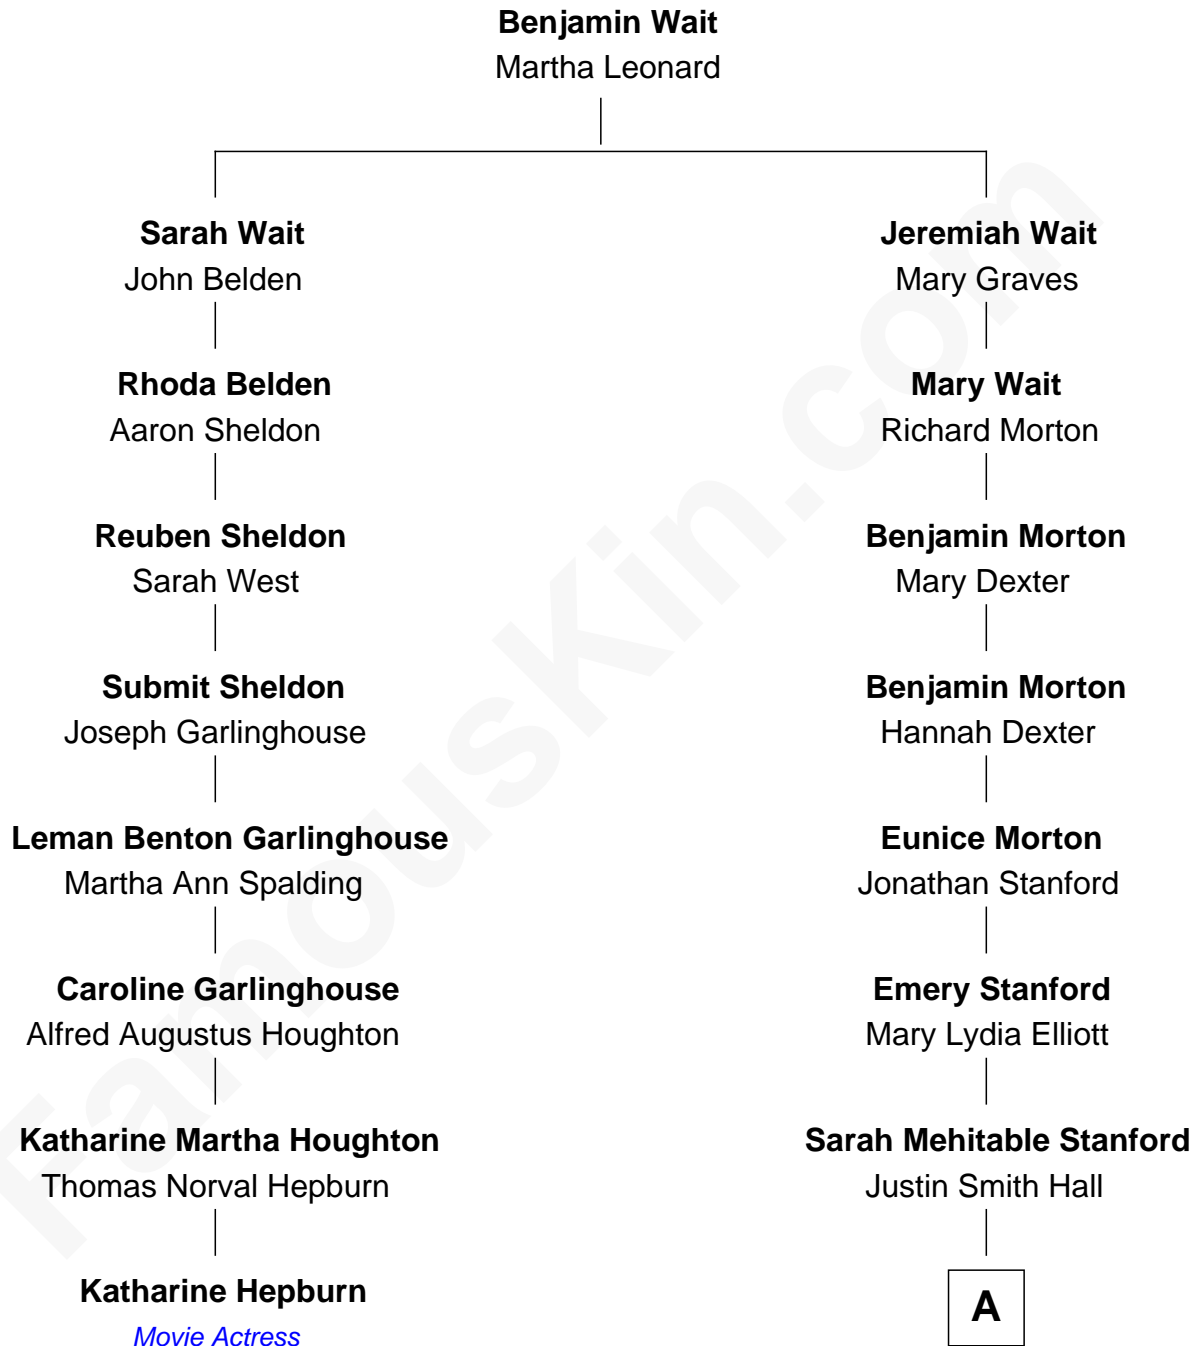 Benjamin Wait
Martha Leonard
Sarah Wait
John Belden
Jeremiah Wait
Mary Graves
Rhoda Belden
Aaron Sheldon
Mary Wait
Richard Morton
Reuben Sheldon
Sarah West
Benjamin Morton
Mary Dexter
Submit Sheldon
Joseph Garlinghouse
Benjamin Morton
Hannah Dexter
Leman Benton Garlinghouse
Martha Ann Spalding
Eunice Morton
Jonathan Stanford
Caroline Garlinghouse
Alfred Augustus Houghton
Emery Stanford
Mary Lydia Elliott
Katharine Martha Houghton
Thomas Norval Hepburn
Sarah Mehitable Stanford
Justin Smith Hall
Katharine Hepburn
Movie Actress
A
FamousKin.com